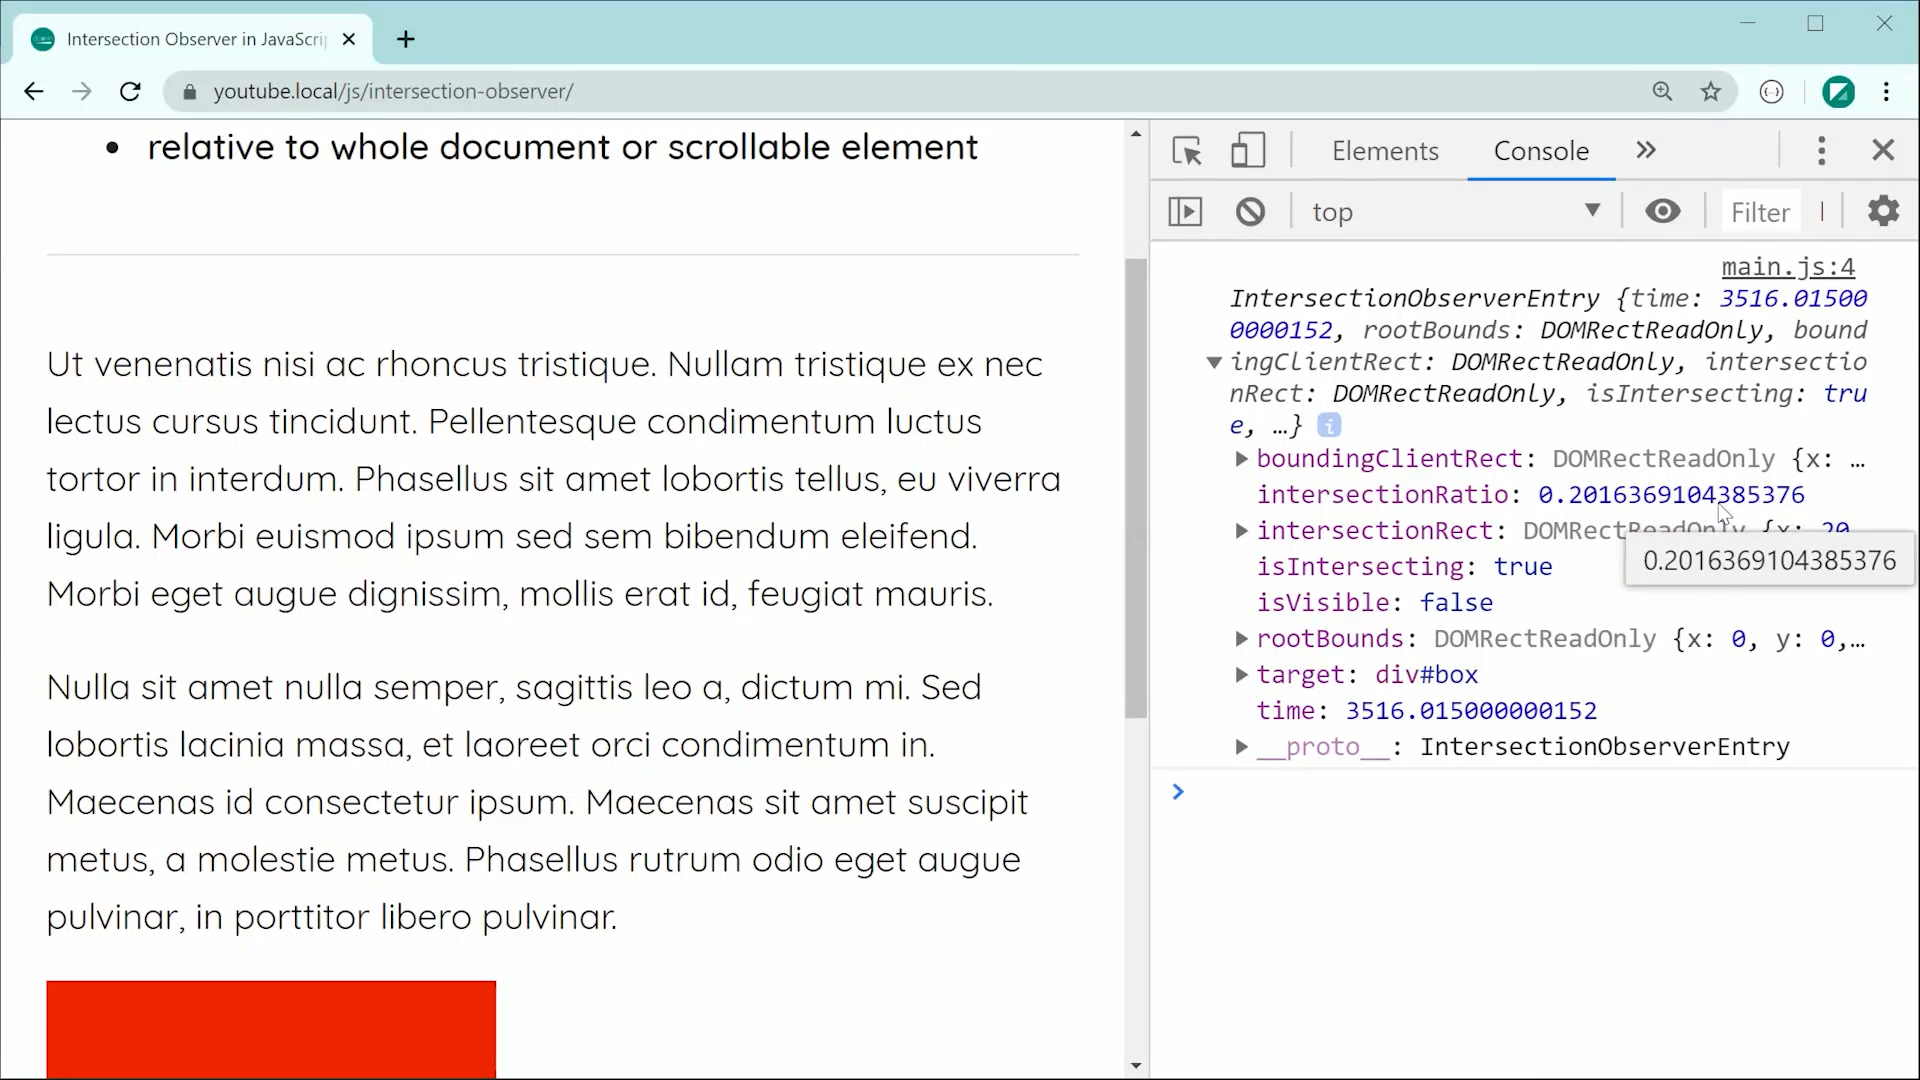 Intersection Observer in JavaScrip
youtube.local/js/intersection-observer/
relative to whole document or scrollable element
Ut venenatis nisi ac rhoncus tristique. Nullam tristique ex nec
lectus cursus tincidunt. Pellentesque condimentum luctus
tortor in interdum. Phasellus sit amet lobortis tellus, eu viverra
ligula. Morbi euismod ipsum sed sem bibendum eleifend.
Morbi eget augue dignissim, mollis erat id, feugiat mauris.
Nulla sit amet nulla semper, sagittis leo a, dictum mi. Sed
lobortis lacinia massa, et laoreet orci condimentum in.
Maecenas id consectetur ipsum. Maecenas sit amet suscipit
metus, a molestie metus. Phasellus rutrum odio eget augue
pulvinar, in porttitor libero pulvinar.
Elements Console
top Filter
main.js:4
IntersectionObserverEntry {time: 3516.01500
0000152, rootBounds: DOMRectReadOnly, bound
ingClientRect: DOMRectReadOnly, intersectio
nRect: DOMRectReadOnly, isIntersecting: tru
e, …}
boundingClientRect: DOMRectReadOnly {x: …
intersectionRatio: 0.2016369104385376
intersectionRect: DOMRectReadOnly {x: 20
0.2016369104385376
isIntersecting: true
isVisible: false
rootBounds: DOMRectReadOnly {x: 0, y: 0,…
target: div#box
time: 3516.015000000152
__proto__: IntersectionObserverEntry